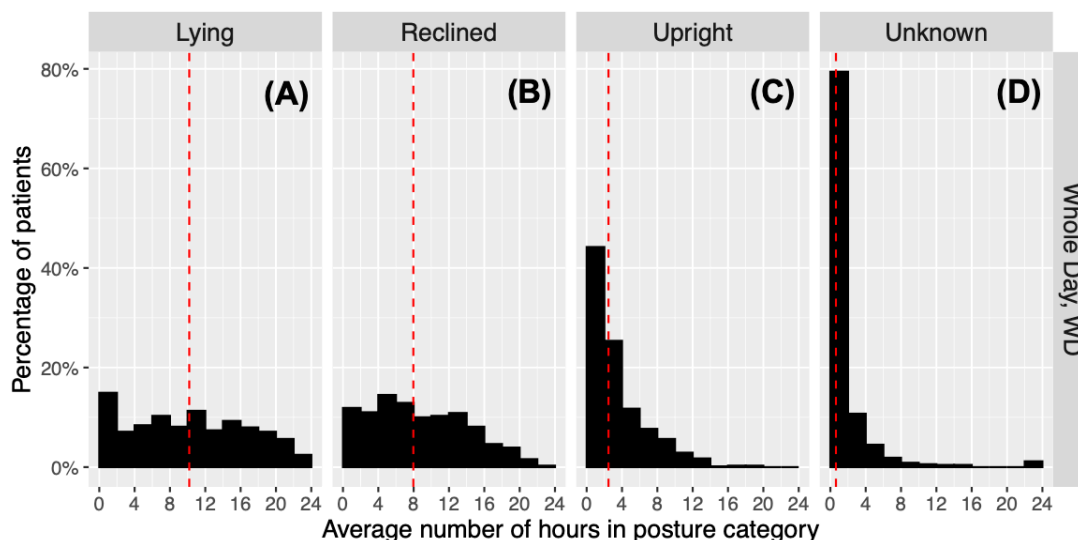 Lying Reclined Upright Unknown
(A) (B) (C) (D)
80%
60%
40%
20%
0%
Percentage of patients
Whole Day, WD
0 4 8 12 16 20 24 0 4 8 12 16 20 24 0 4 8 12 16 20 24 0 4 8 12 16 20 24
Average number of hours in posture category